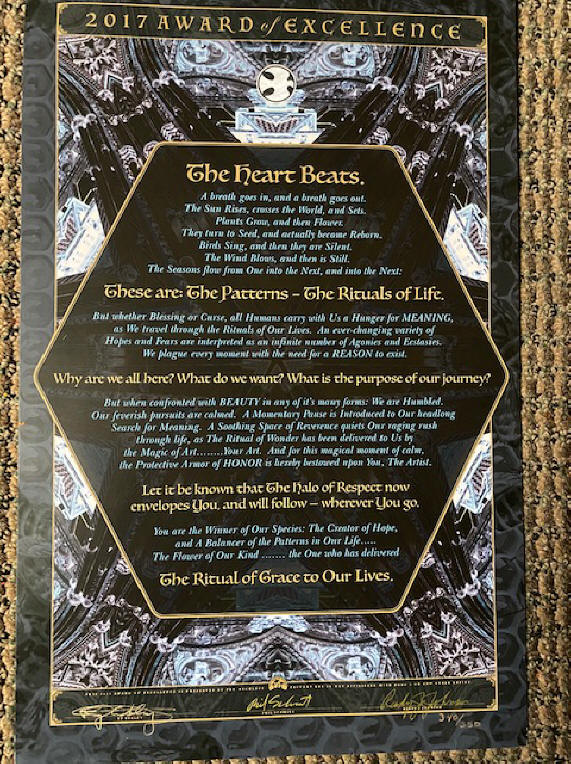 2017 AWARD of EXCELLENCE
The Heart Beats.
A breath goes in, and a breath goes out.
The Sun Rises, crosses the World, and Sets.
Plants Grow, and then Flower.
They turn to Seed, and actually become Reborn.
Birds Sing, and then they are Silent.
The Wind Blows, and then is Still.
The Seasons flow from One into the Next, and into the Next:
These are: The Patterns – The Rituals of Life.
But whether Blessing or Curse, all Humans carry with Us a Hunger for MEANING,
as We travel through the Rituals of Our Lives. An ever-changing variety of
Hopes and Fears are interpreted as an infinite number of Agonies and Ecstasies.
We plague every moment with the need for a REASON to exist.
Why are we all here? What do we want? What is the purpose of our journey?
But when confronted with BEAUTY in any of it's many forms: We are Humbled.
Our feverish pursuits are calmed. A Momentary Pause is Introduced to Our headlong
Search for Meaning. A Soothing Space of Reverence quiets Our raging rush
through life, as The Ritual of Wonder has been delivered to Us by
the Magic of Art........Your Art. And for this magical moment of calm,
the Protective Armor of HONOR is hereby bestowed upon You, The Artist.
Let it be known that The Halo of Respect now
envelopes You, and will follow – wherever You go.
You are the Winner of Our Species: The Creator of Hope,
and A Balancer of the Patterns in Our Life.....
The Flower of Our Kind ....... the One who has delivered
The Ritual of Grace to Our Lives.
340/550